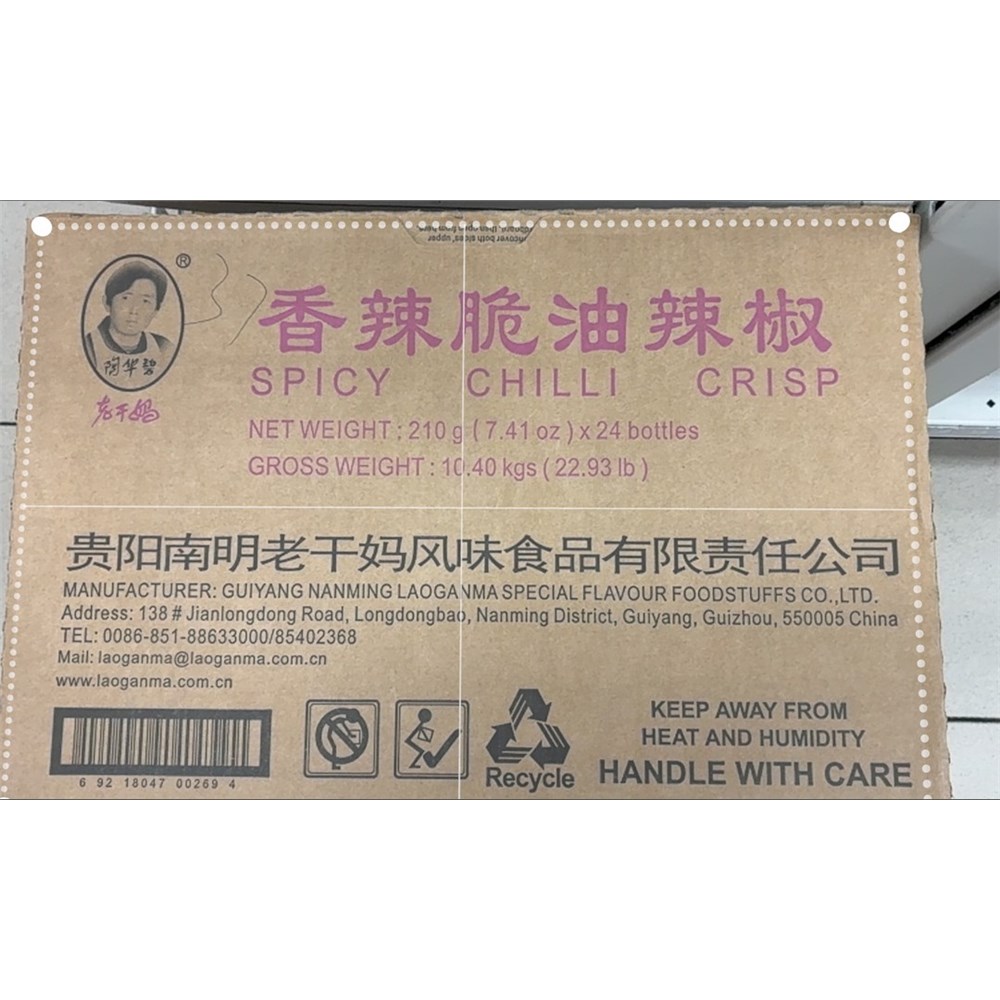 ®
37
香辣脆油辣椒
陶华碧
SPICY CHILLI CRISP
老干妈
NET WEIGHT : 210 g ( 7.41 oz ) x 24 bottles
GROSS WEIGHT : 10.40 kgs ( 22.93 lb )
贵阳南明老干妈风味食品有限责任公司
MANUFACTURER: GUIYANG NANMING LAOGANMA SPECIAL FLAVOUR FOODSTUFFS CO.,LTD.
Address: 138 # Jianlongdong Road, Longdongbao, Nanming District, Guiyang, Guizhou, 550005 China
TEL: 0086-851-88633000/85402368
Mail: laoganma@laoganma.com.cn
www.laoganma.com.cn
KEEP AWAY FROM
HEAT AND HUMIDITY
Recycle
HANDLE WITH CARE
6 92 18047 00269 4